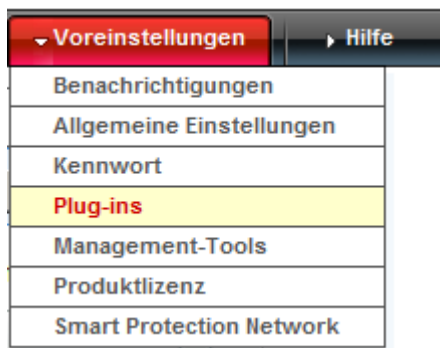 Voreinstellungen
Hilfe
Benachrichtigungen
Allgemeine Einstellungen
Kennwort
Plug-ins
Management-Tools
Produktlizenz
Smart Protection Network